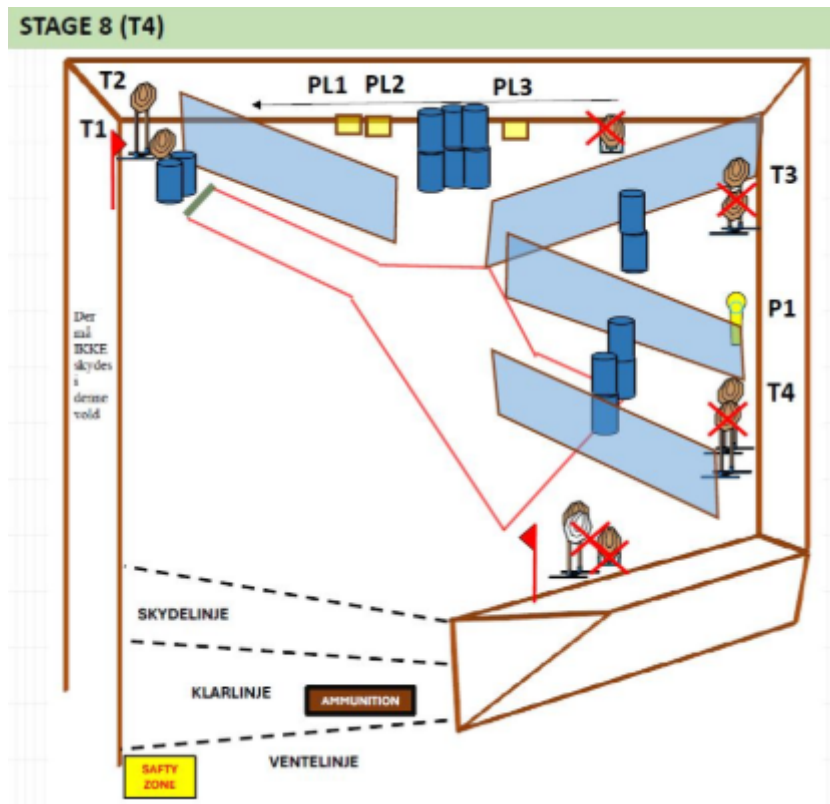 STAGE 8 (T4)
T2
PL1
PL2
PL3
T1
T3
P1
T4
Der
må
IKKE
skydes
i
denne
vold
SKYDELINJE
KLARLINJE
AMMUNITION
VENTELINJE
SAFTY
ZONE